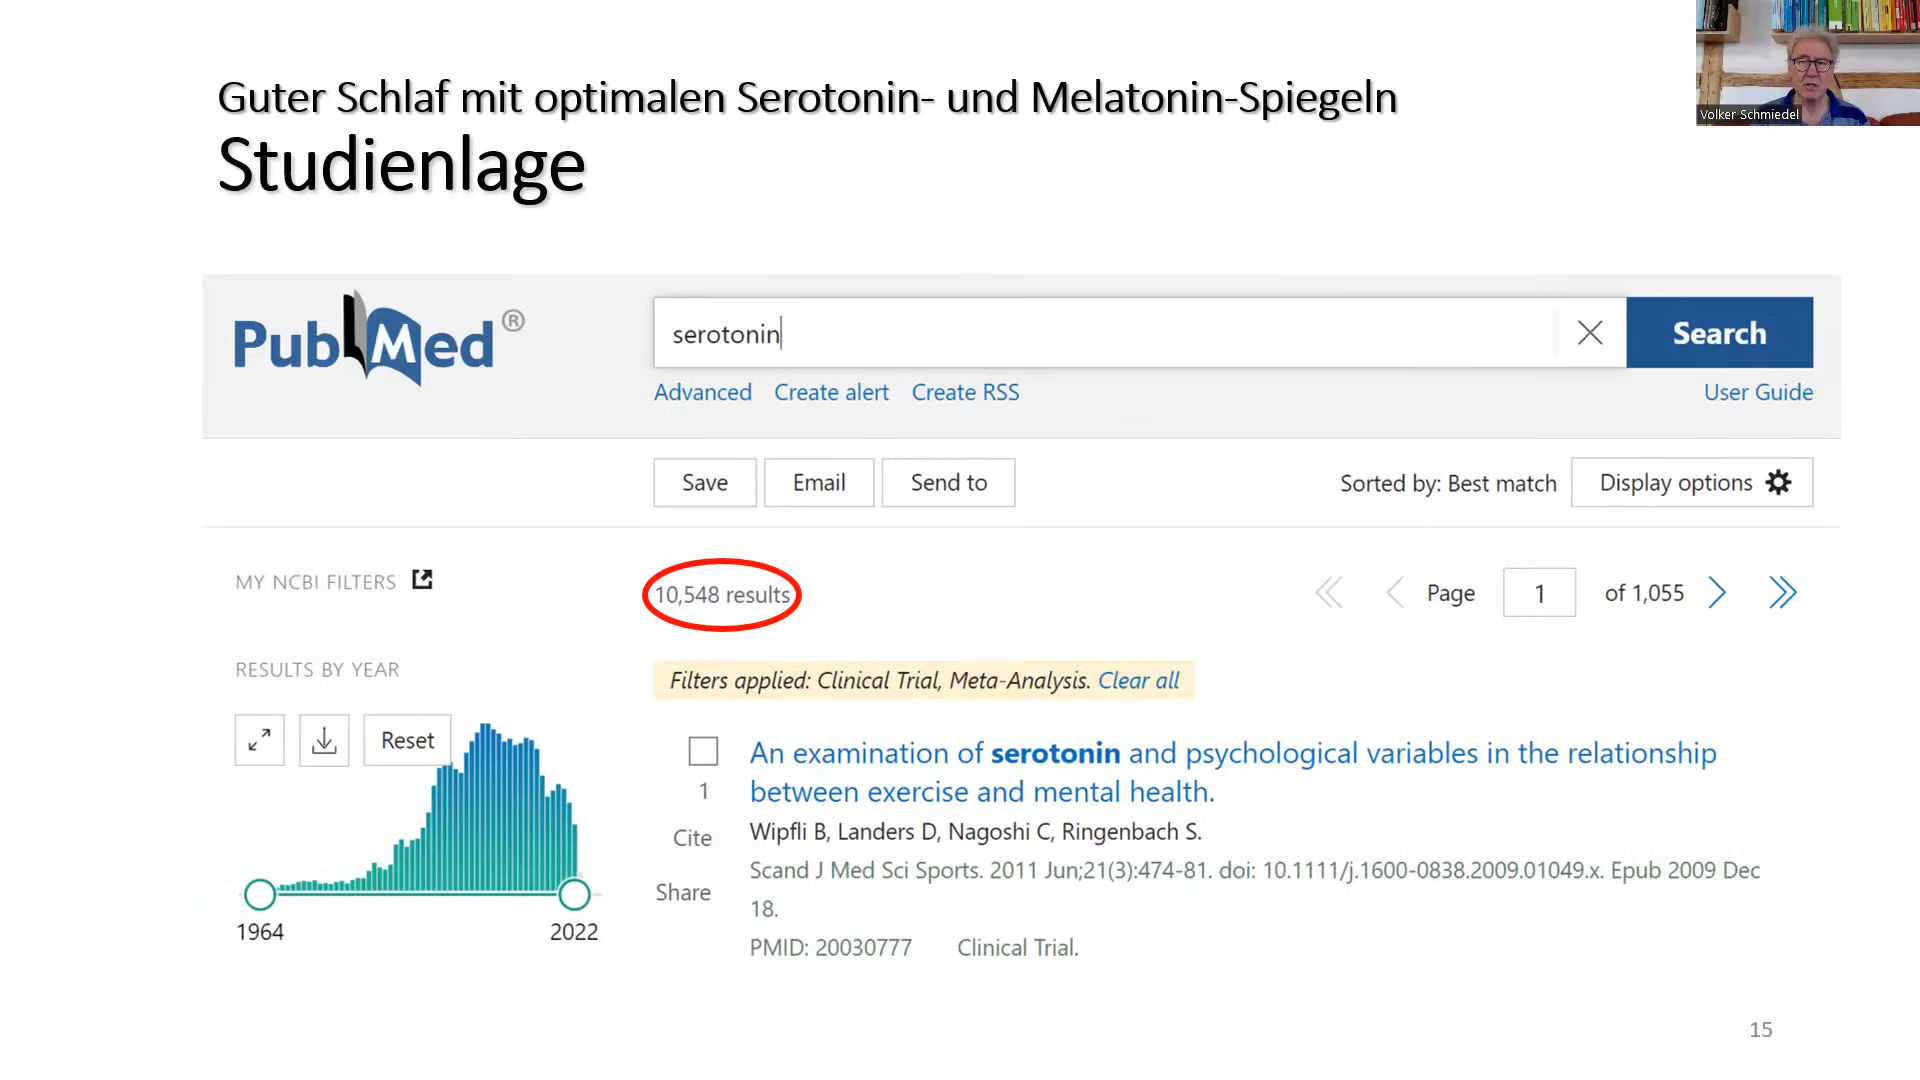 Guter Schlaf mit optimalen Serotonin- und Melatonin-Spiegeln
Studienlage
Volker Schmiedel
PubMed®
serotonin
Search
Advanced Create alert Create RSS
User Guide
Save Email Send to
Sorted by: Best match Display options
MY NCBI FILTERS
10,548 results
Page 1 of 1,055
RESULTS BY YEAR
Filters applied: Clinical Trial, Meta-Analysis. Clear all
Reset
1964 2022
An examination of serotonin and psychological variables in the relationship
between exercise and mental health.
1
Cite
Share
Wipfli B, Landers D, Nagoshi C, Ringenbach S.
Scand J Med Sci Sports. 2011 Jun;21(3):474-81. doi: 10.1111/j.1600-0838.2009.01049.x. Epub 2009 Dec
18.
PMID: 20030777 Clinical Trial.
15